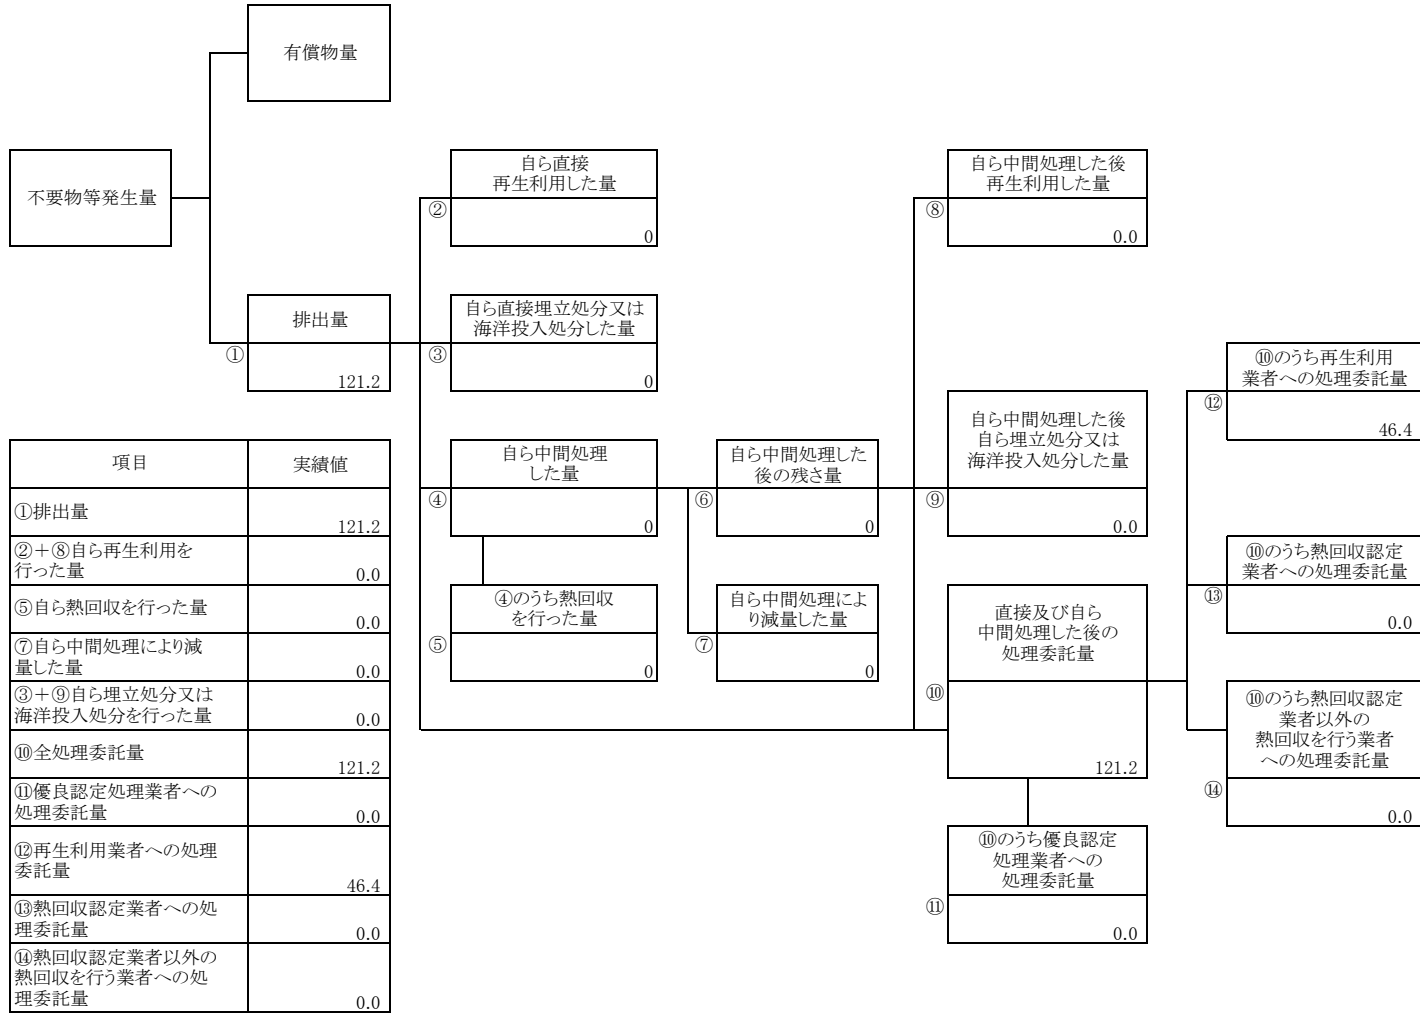 有償物量
不要物等発生量
自ら直接
再生利用した量
②
0
自ら中間処理した後
再生利用した量
⑧
0.0
排出量
①
121.2
自ら直接埋立処分又は
海洋投入処分した量
③
0
⑩のうち再生利用
業者への処理委託量
⑫
46.4
自ら中間処理
した量
④
0
自ら中間処理した
後の残さ量
⑥
0
自ら中間処理した後
自ら埋立処分又は
海洋投入処分した量
⑨
0.0
⑩のうち熱回収認定
業者への処理委託量
⑬
0.0
④のうち熱回収
を行った量
⑤
0
自ら中間処理によ
り減量した量
⑦
0
直接及び自ら
中間処理した後の
処理委託量
⑩
121.2
⑩のうち熱回収認定
業者以外の
熱回収を行う業者
への処理委託量
⑭
0.0
⑩のうち優良認定
処理業者への
処理委託量
⑪
0.0
項目 実績値
①排出量
121.2
②＋⑧自ら再生利用を
行った量 0.0
⑤自ら熱回収を行った量
0.0
⑦自ら中間処理により減
量した量 0.0
③＋⑨自ら埋立処分又は
海洋投入処分を行った量 0.0
⑩全処理委託量
121.2
⑪優良認定処理業者への
処理委託量 0.0
⑫再生利用業者への処理
委託量
46.4
⑬熱回収認定業者への処
理委託量 0.0
⑭熱回収認定業者以外の
熱回収を行う業者への処
理委託量 0.0